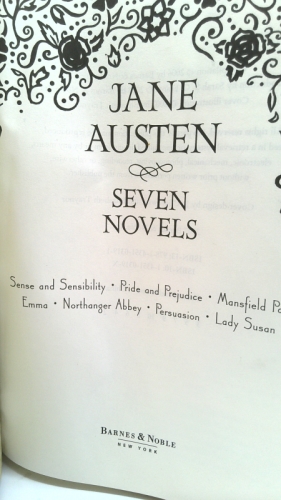 JANE
AUSTEN
SEVEN
NOVELS
Sense and Sensibility • Pride and Prejudice • Mansfield Pa
Emma • Northanger Abbey • Persuasion • Lady Susan
BARNES & NOBLE
NEW YORK